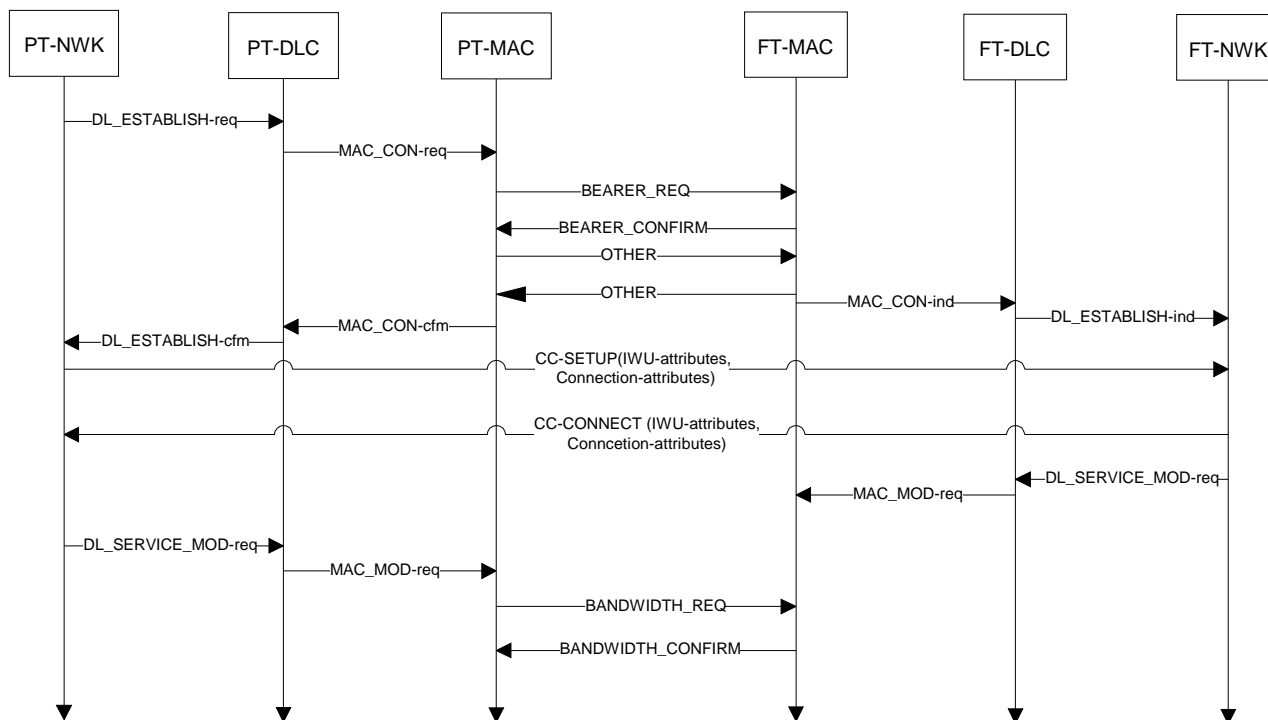 PT-NWK
PT-DLC
PT-MAC
FT-MAC
FT-DLC
FT-NWK
DL_ESTABLISH-req
MAC_CON-req
BEARER_REQ
BEARER_CONFIRM
OTHER
OTHER
MAC_CON-ind
DL_ESTABLISH-ind
MAC_CON-cfm
DL_ESTABLISH-cfm
CC-SETUP(IWU-attributes,
Connection-attributes)
CC-CONNECT (IWU-attributes,
Conncetion-attributes)
DL_SERVICE_MOD-req
MAC_MOD-req
DL_SERVICE_MOD-req
MAC_MOD-req
BANDWIDTH_REQ
BANDWIDTH_CONFIRM